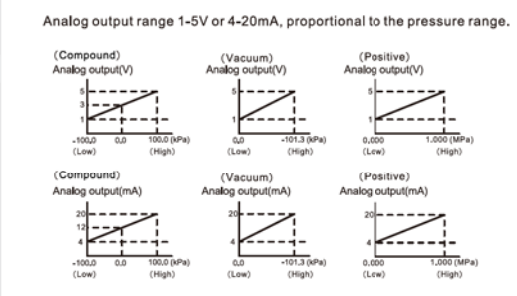 Analog output range 1-5V or 4-20mA, proportional to the pressure range.
(Compound) (Vacuum) (Positive)
Analog output(V) Analog output(V) Analog output(V)
5 5 5
3
1 1 1
-100.0 0.0 100.0 (kPa) 0.0 -101.3 (kPa) 0.000 1.000 (MPa)
(Low) (High) (Low) (High) (Low) (High)
(Compound) (Vacuum) (Positive)
Analog output(mA) Analog output(mA) Analog output(mA)
20 20 20
12
4 4 4
-100.0 0.0 100.0 (kPa) 0.0 -101.3 (kPa) 0.000 1.000 (MPa)
(Low) (High) (Low) (High) (Low) (High)